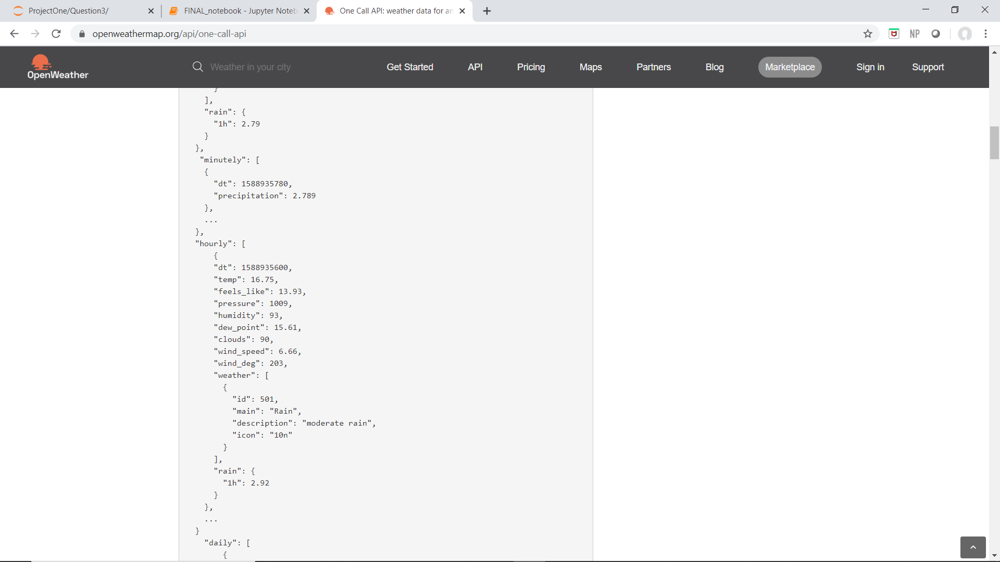 ProjectOne/Question3/
FINAL_notebook - Jupyter Noteb
One Call API: weather data for an
openweathermap.org/api/one-call-api
NP
OpenWeather
Weather in your city
Get Started
API
Pricing
Maps
Partners
Blog
Marketplace
Sign in
Support
}
],
"rain": {
"1h": 2.79
}
},
"minutely": [
{
"dt": 1588935780,
"precipitation": 2.789
},
...
},
"hourly": [
{
"dt": 1588935600,
"temp": 16.75,
"feels_like": 13.93,
"pressure": 1009,
"humidity": 93,
"dew_point": 15.61,
"clouds": 90,
"wind_speed": 6.66,
"wind_deg": 203,
"weather": [
{
"id": 501,
"main": "Rain",
"description": "moderate rain",
"icon": "10n"
}
],
"rain": {
"1h": 2.92
}
},
...
}
"daily": [
{